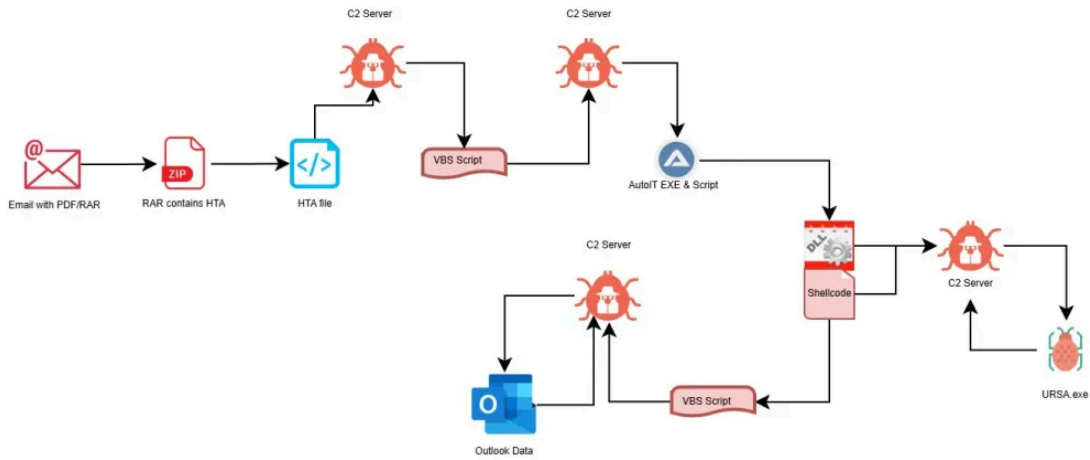 C2 Server
C2 Server
@
ZIP
</>
VBS Script
Email with PDF/RAR
RAR contains HTA
HTA file
AutoIT EXE & Script
C2 Server
DLL
Shellcode
C2 Server
O
VBS Script
URSA.exe
Outlook Data